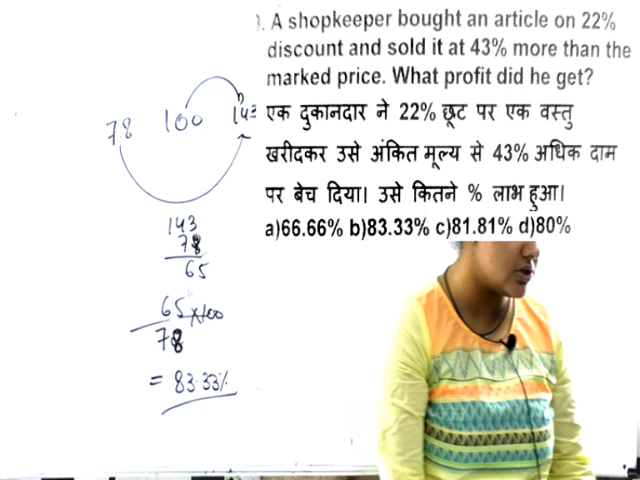 ). A shopkeeper bought an article on 22%
discount and sold it at 43% more than the
marked price. What profit did he get?
एक दुकानदार ने 22% छूट पर एक वस्तु
खरीदकर उसे अंकित मूल्य से 43% अधिक दाम
पर बेच दिया। उसे कितने % लाभ हुआ।
a)66.66% b)83.33% c)81.81% d)80%
78 100 143
143
78
65
65 × 100
78
= 83.33%